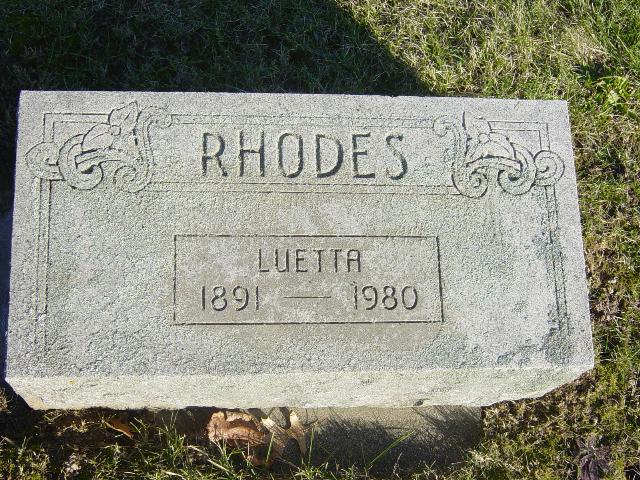 RHODES
LUETTA
1891 — 1980